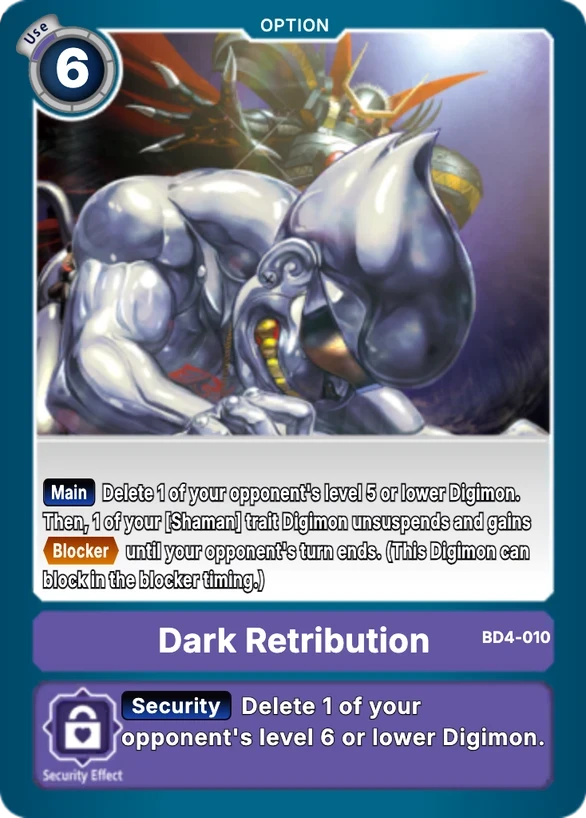 OPTION
Use
6
Main Delete 1 of your opponent's level 5 or lower Digimon.
Then, 1 of your [Shaman] trait Digimon unsuspends and gains
Blocker until your opponent's turn ends. (This Digimon can
block in the blocker timing.)
Dark Retribution BD4-010
Security Delete 1 of your
opponent's level 6 or lower Digimon.
Security Effect